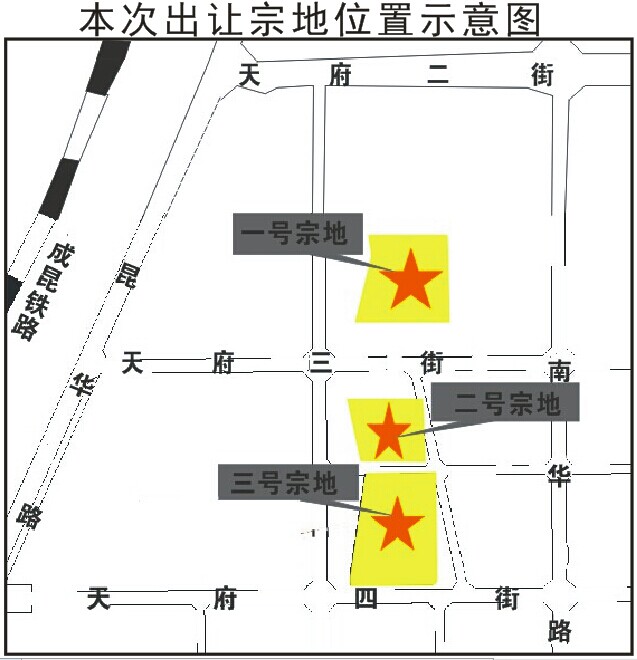 本次出让宗地位置示意图
天府二街
一号宗地
成昆铁路
昆华路
天府三街
二号宗地
南华路
三号宗地
天府四街